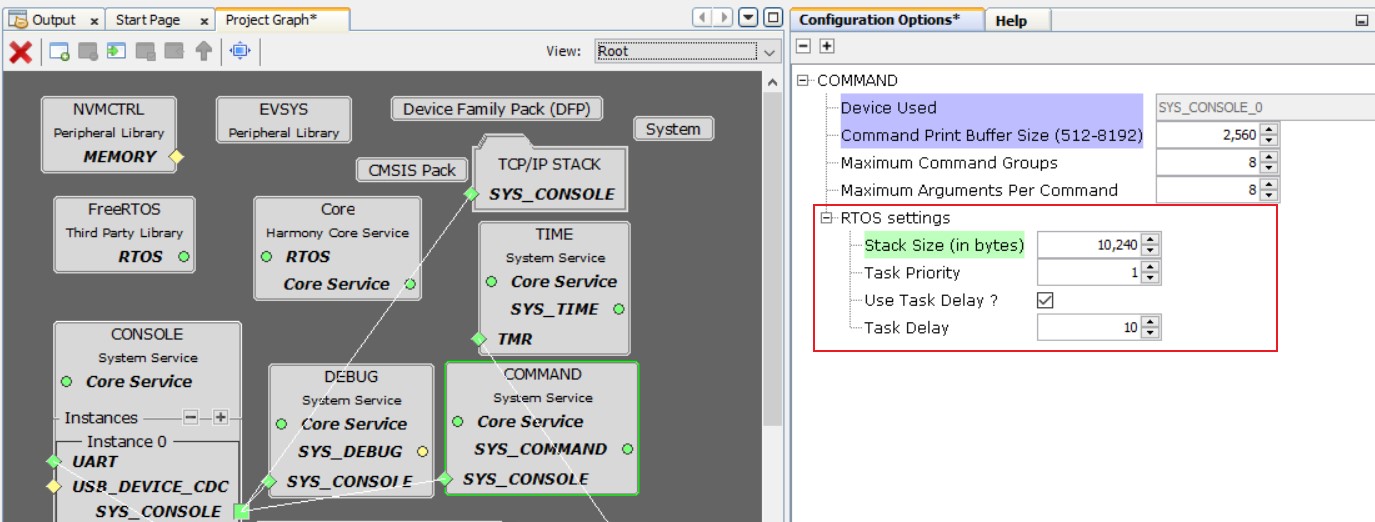 Output x
Start Page x
Project Graph*
View: Root
NVMCTRL
Peripheral Library
MEMORY
EVSYS
Peripheral Library
Device Family Pack (DFP)
System
CMSIS Pack
TCP/IP STACK
SYS_CONSOLE
FreeRTOS
Third Party Library
RTOS
Core
Harmony Core Service
RTOS
Core Service
TIME
System Service
Core Service
SYS_TIME
TMR
CONSOLE
System Service
Core Service
Instances
Instance 0
UART
USB_DEVICE_CDC
SYS_CONSOLE
DEBUG
System Service
Core Service
SYS_DEBUG
SYS_CONSOLE
COMMAND
System Service
Core Service
SYS_COMMAND
SYS_CONSOLE
Configuration Options*
Help
COMMAND
Device Used SYS_CONSOLE_0
Command Print Buffer Size (512-8192) 2,560
Maximum Command Groups 8
Maximum Arguments Per Command 8
RTOS settings
Stack Size (in bytes) 10,240
Task Priority 1
Use Task Delay ?
Task Delay 10